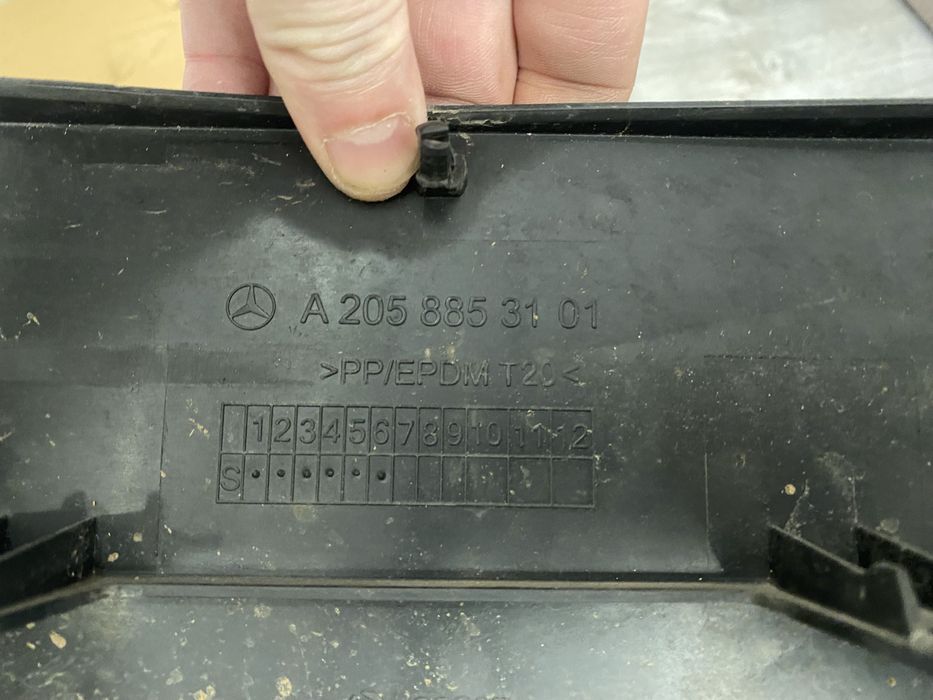 A 205 885 31 01
>PP/EPDM T20<
1 2 3 4 5 6 7 8 9 10 11 12
S